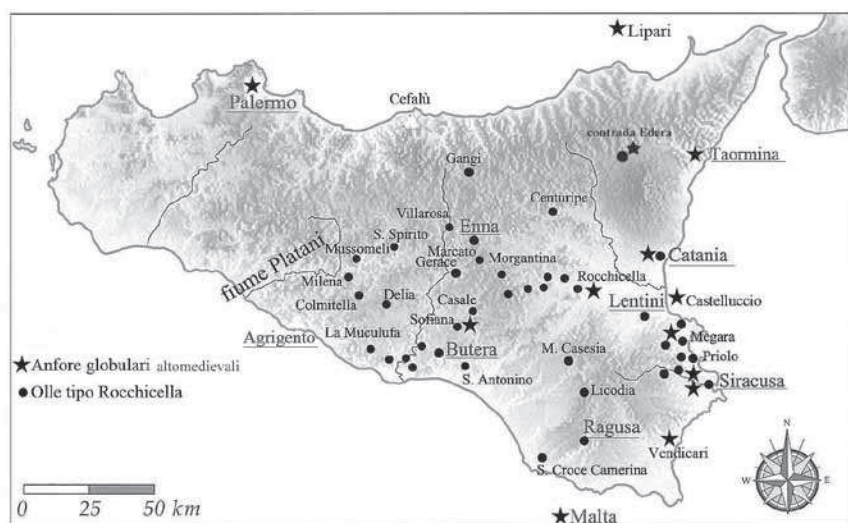 Lipari
Palermo
Cefalù
contrada Edera
Taormina
Gangi
Centuripe
Villarosa
Enna
S. Spirito
fiume Platani
Mussomeli
Marcato
Gerace
Morgantina
Catania
Milena
Rocchicella
Colmitella
Delia
Casale
Lentini
Castelluccio
Sofiana
Agrigento
La Muculufa
Megara
Butera
M. Casesia
Priolo
★ Anfore globulari altomedievali
S. Antonino
Siracusa
● Olle tipo Rocchicella
Licodia
Ragusa
Vendicari
S. Croce Camerina
N
W E
S
0 25 50 km
Malta